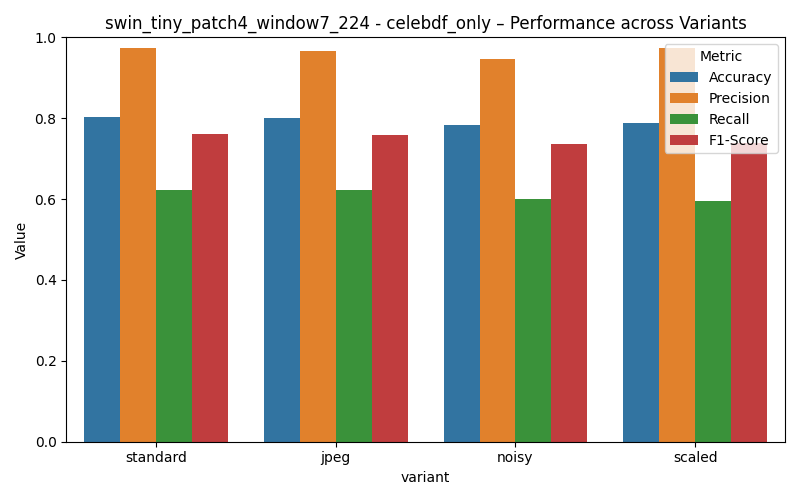 swin_tiny_patch4_window7_224 - celebdf_only – Performance across Variants
Value
1.0
0.8
0.6
0.4
0.2
0.0
Metric
Accuracy
Precision
Recall
F1-Score
standard
jpeg
noisy
scaled
variant